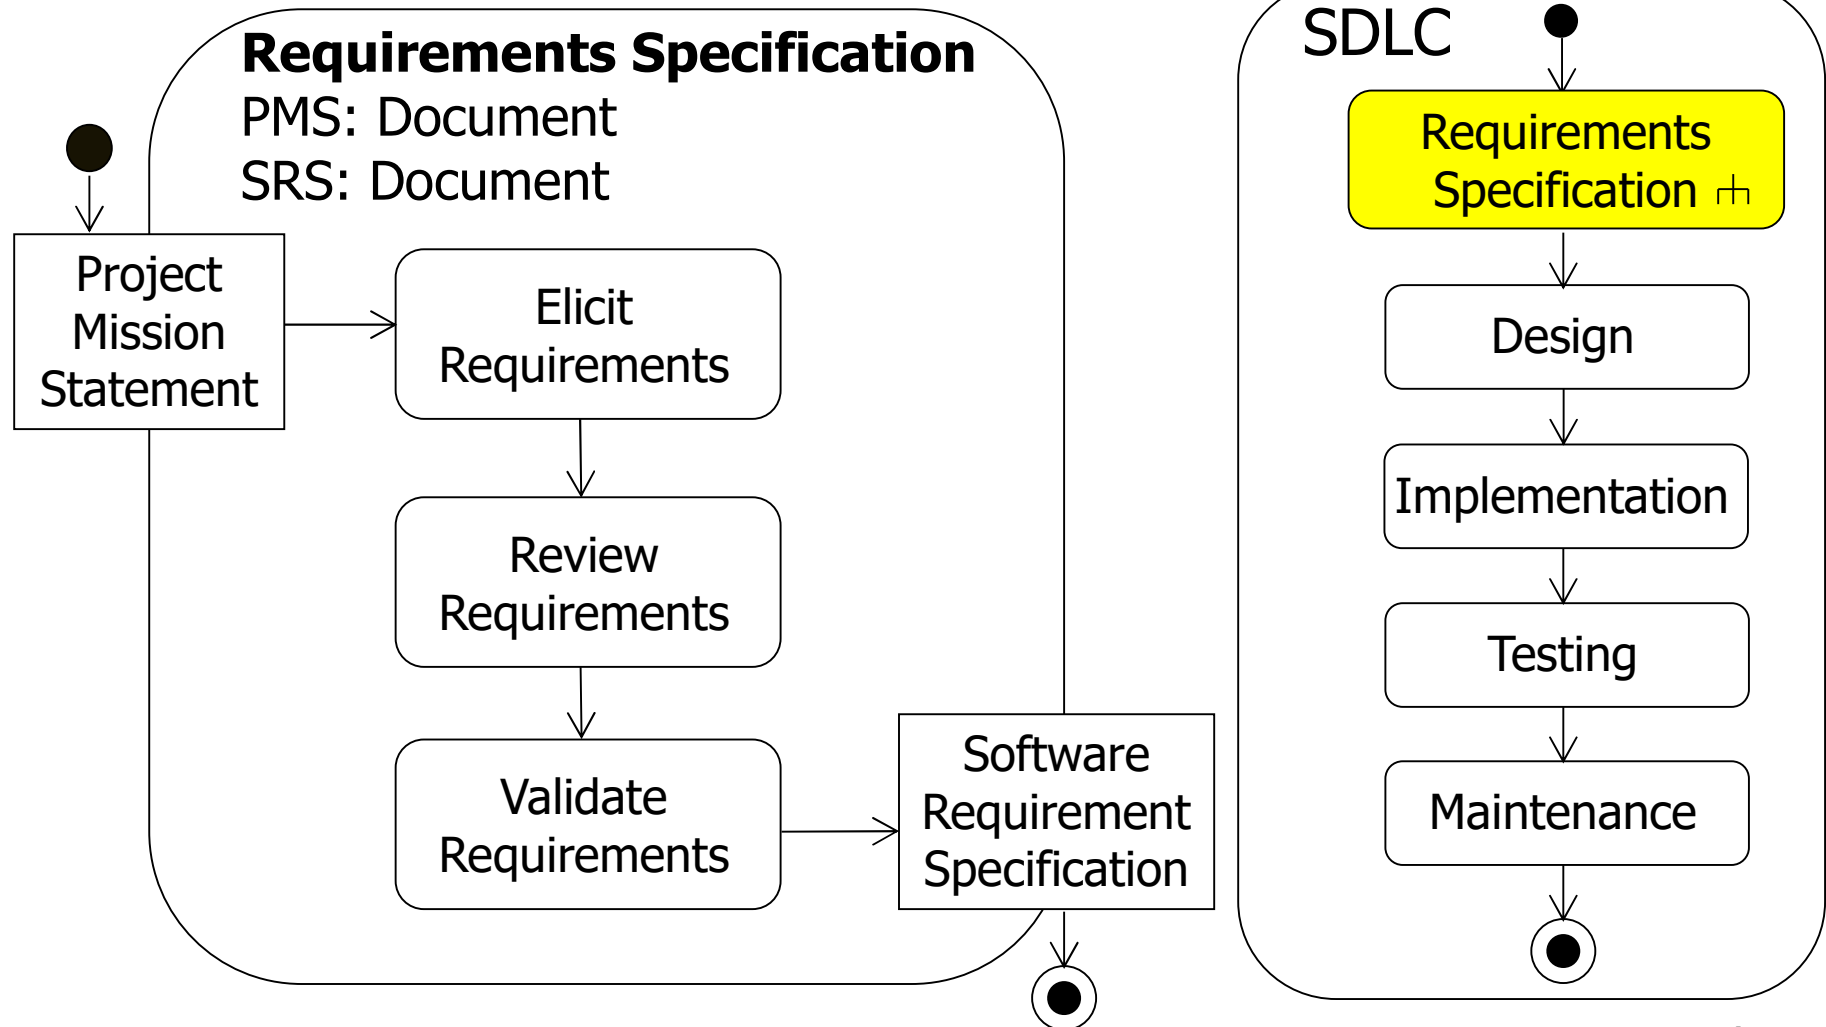 Requirements Specification
PMS: Document
SRS: Document
Project
Mission
Statement
Elicit
Requirements
Review
Requirements
Validate
Requirements
Software
Requirement
Specification
SDLC
Requirements
Specification
Design
Implementation
Testing
Maintenance